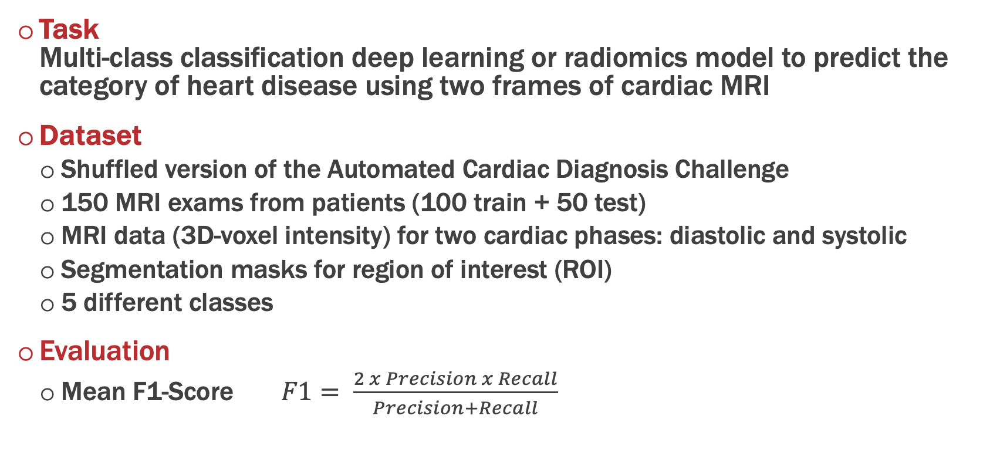 ○ Task
Multi-class classification deep learning or radiomics model to predict the
category of heart disease using two frames of cardiac MRI
○ Dataset
○ Shuffled version of the Automated Cardiac Diagnosis Challenge
○ 150 MRI exams from patients (100 train + 50 test)
○ MRI data (3D-voxel intensity) for two cardiac phases: diastolic and systolic
○ Segmentation masks for region of interest (ROI)
○ 5 different classes
○ Evaluation
○ Mean F1-Score F1 = 2 x Precision x Recall / Precision+Recall